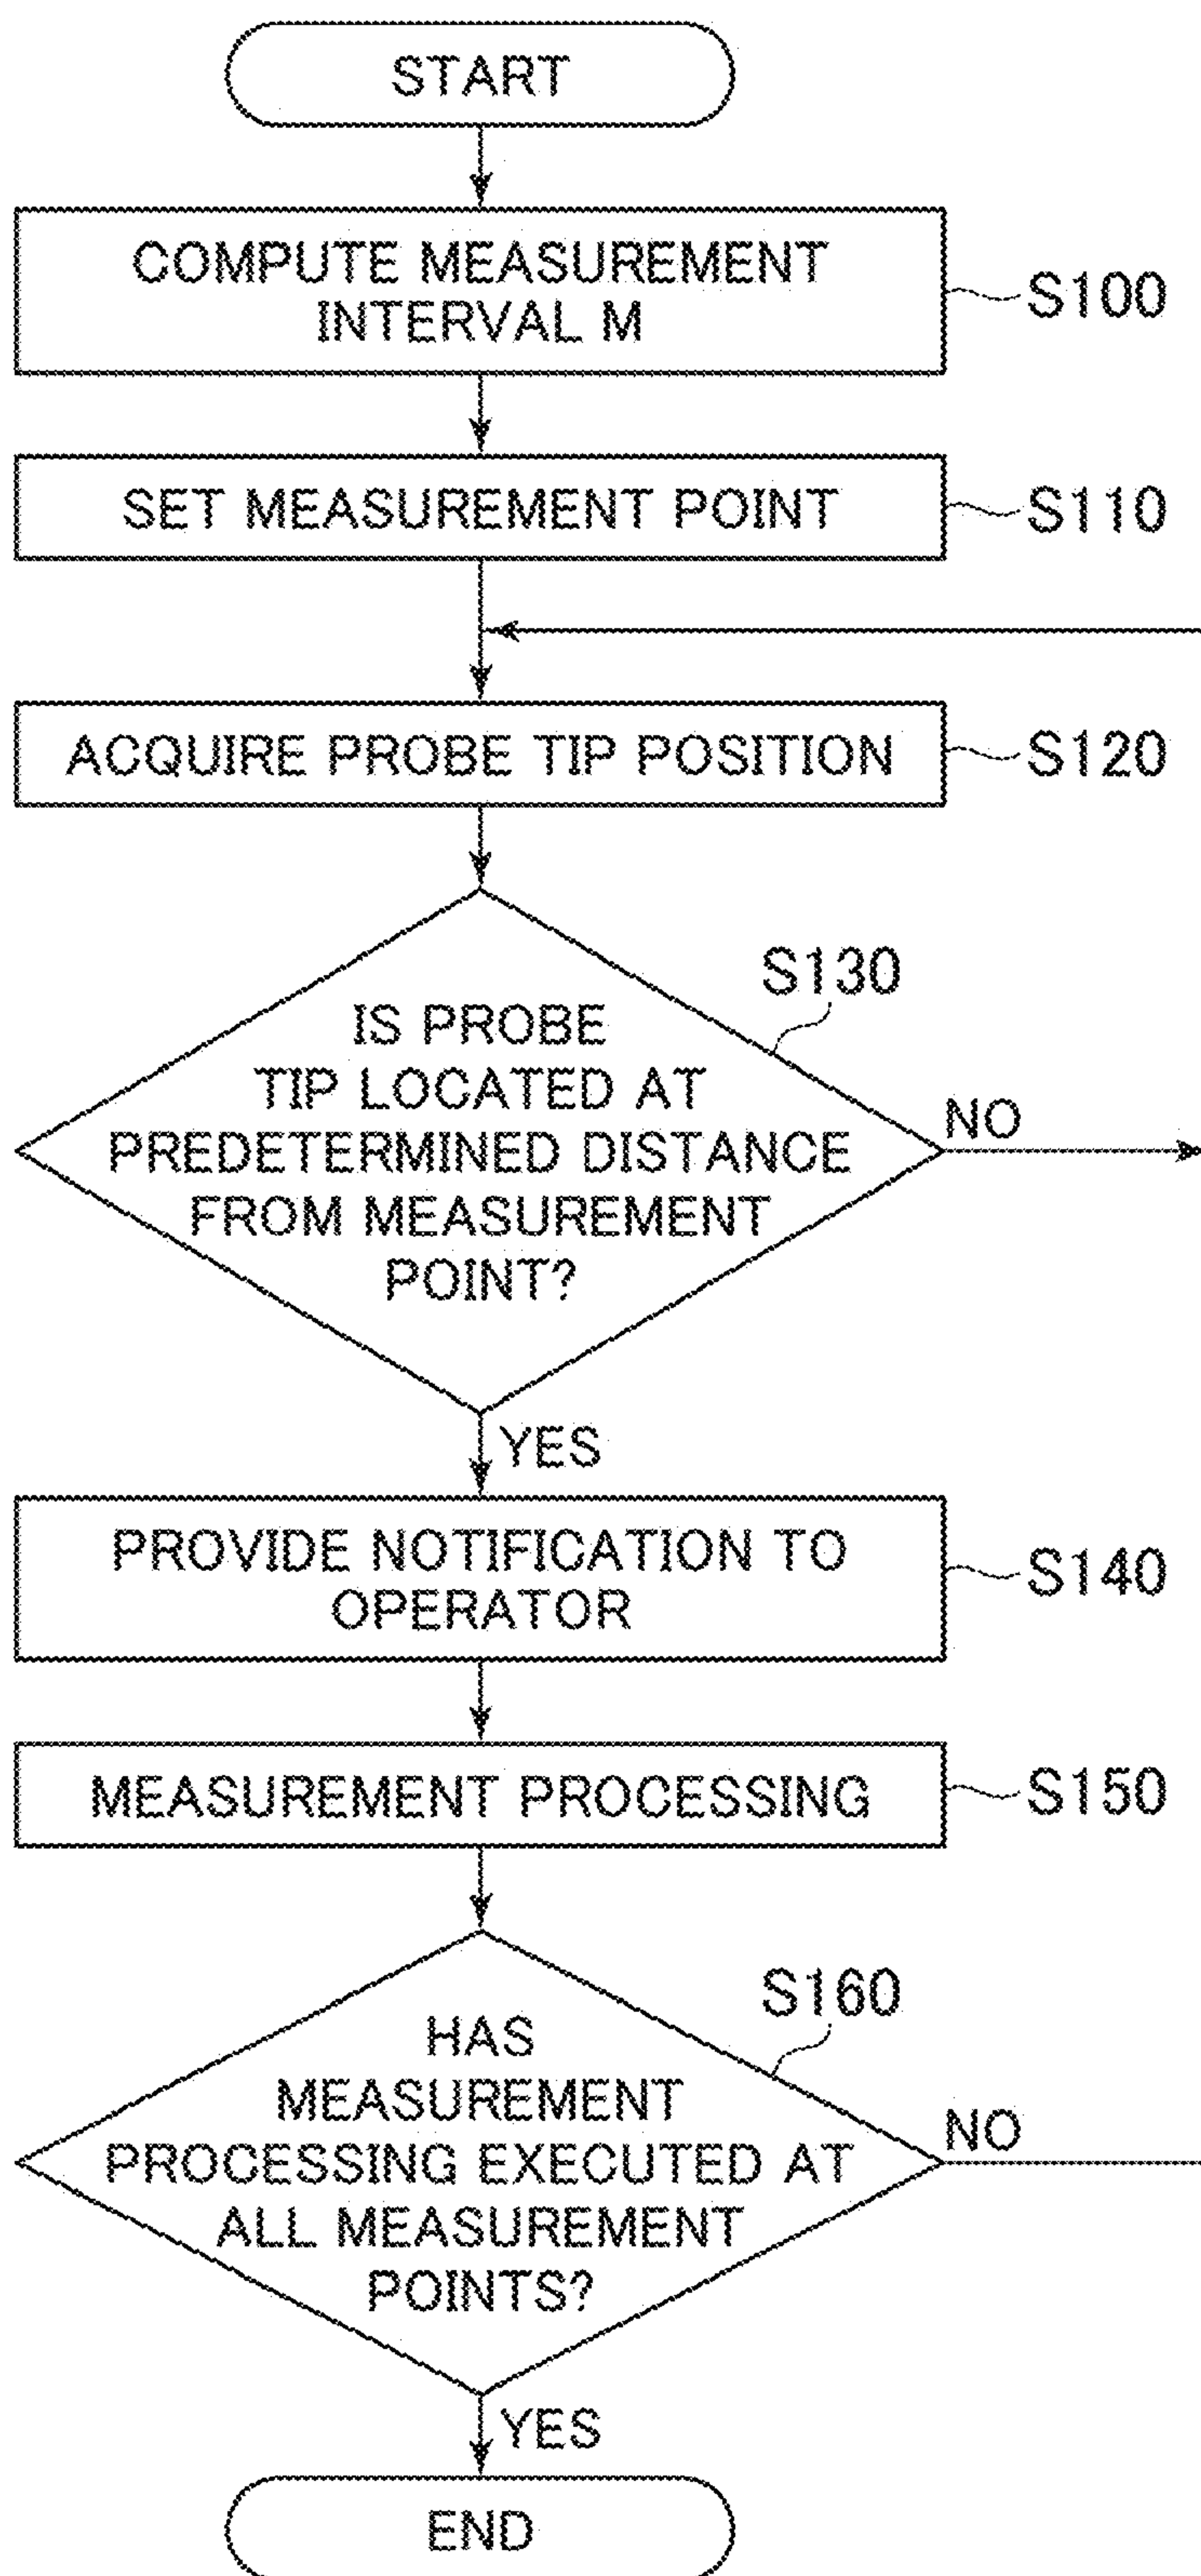 START
COMPUTE MEASUREMENT
INTERVAL M
S100
SET MEASUREMENT POINT
S110
ACQUIRE PROBE TIP POSITION
S120
S130
IS PROBE
TIP LOCATED AT
PREDETERMINED DISTANCE
FROM MEASUREMENT
POINT?
NO
YES
PROVIDE NOTIFICATION TO
OPERATOR
S140
MEASUREMENT PROCESSING
S150
S160
HAS
MEASUREMENT
PROCESSING EXECUTED AT
ALL MEASUREMENT
POINTS?
NO
YES
END